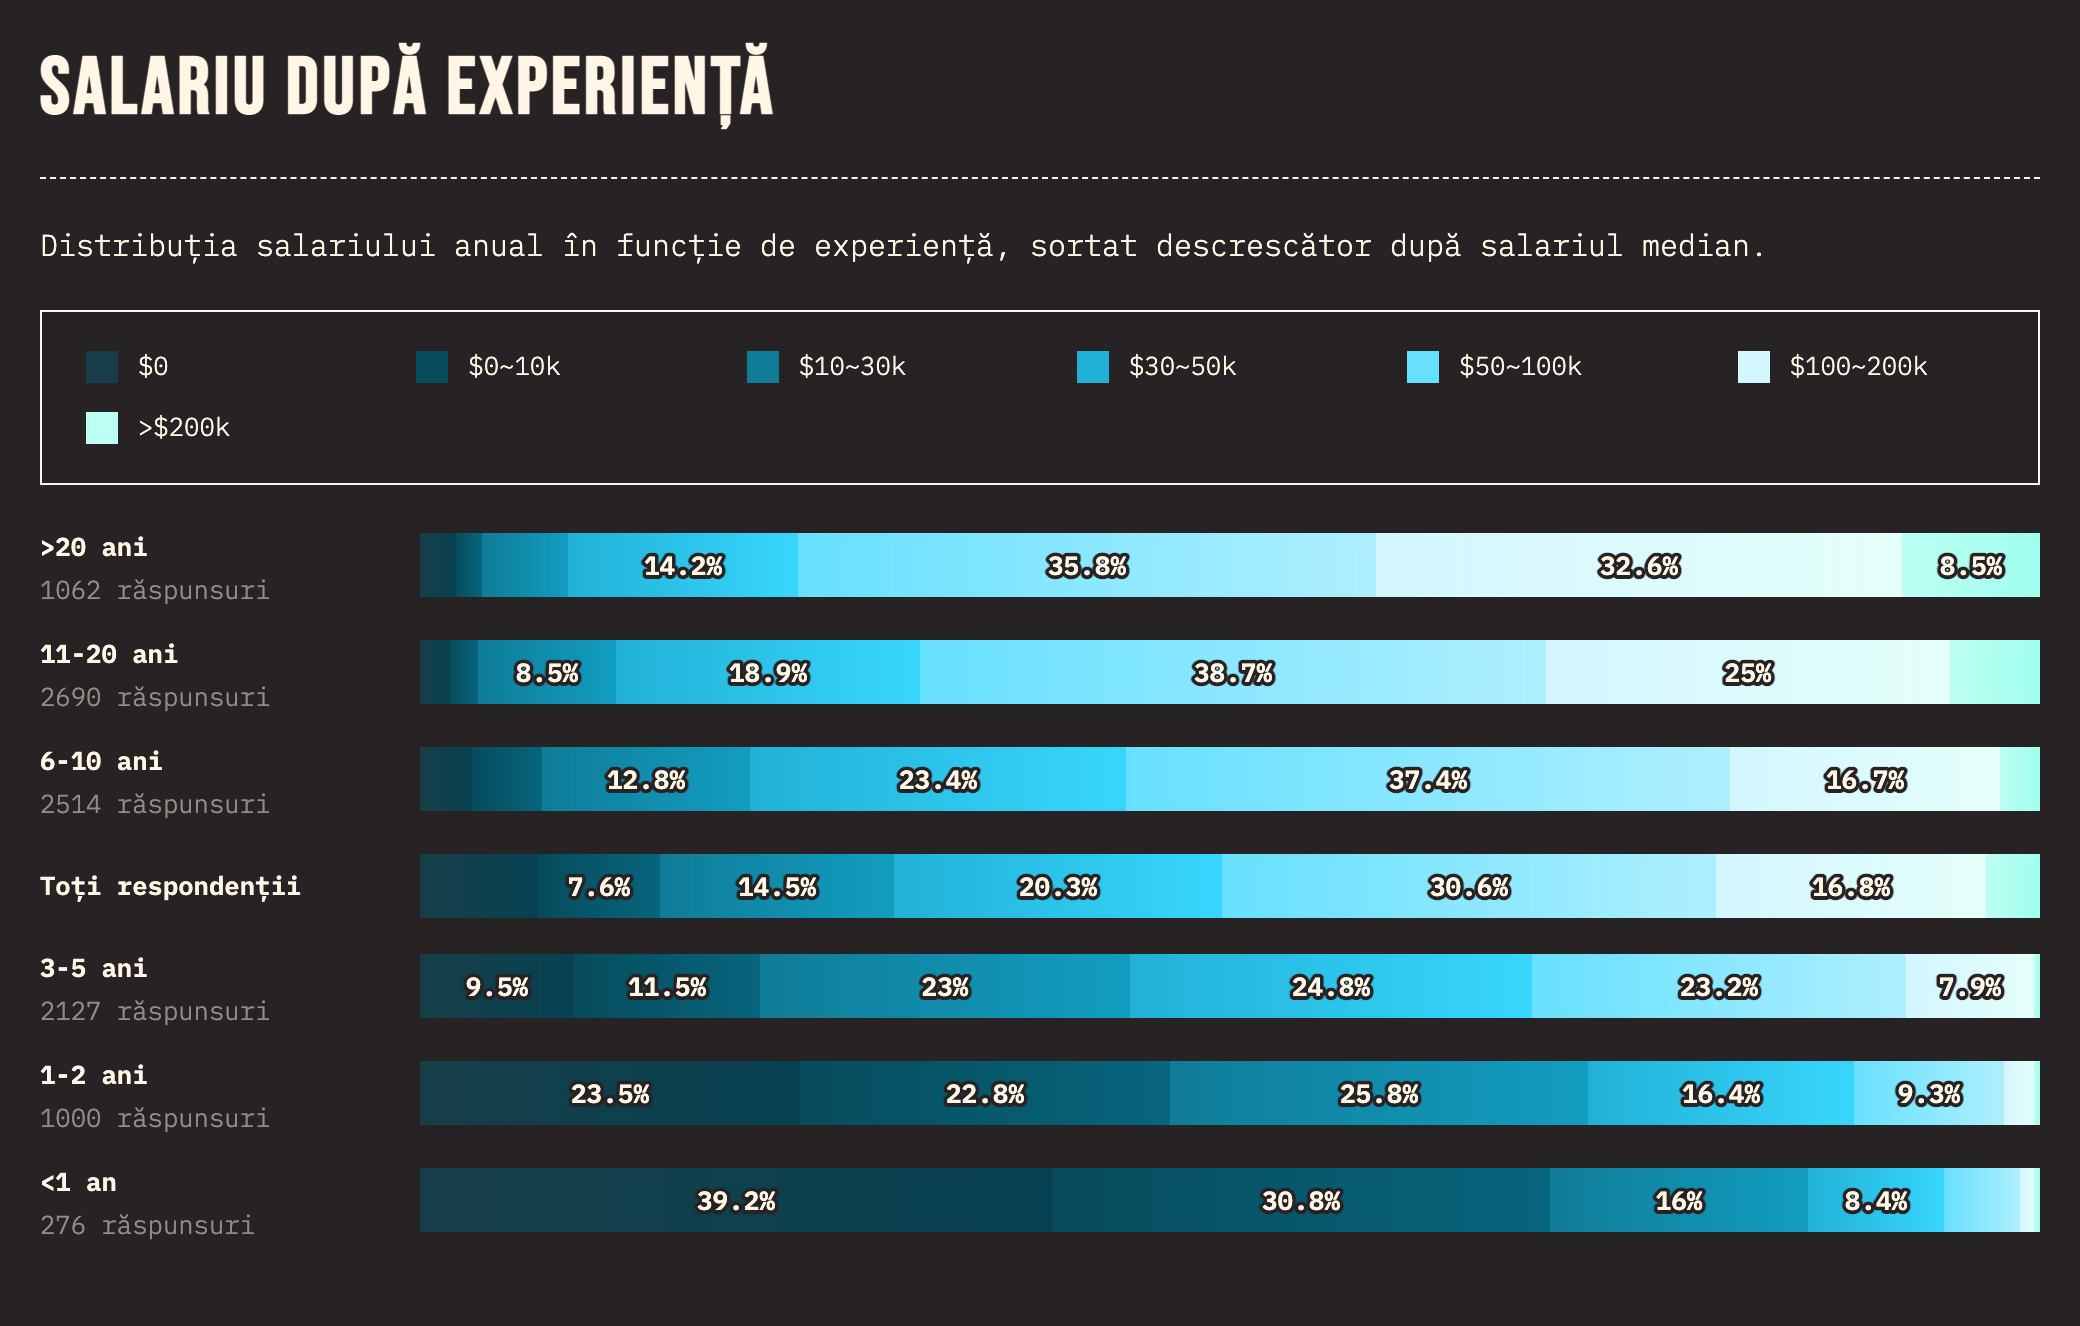 SALARIU DUPĂ EXPERIENȚĂ
Distribuția salariului anual în funcție de experiență, sortat descrescător după salariul median.
$0 $0~10k $10~30k $30~50k $50~100k $100~200k
>$200k
>20 ani
1062 răspunsuri
14.2% 35.8% 32.6% 8.5%
11-20 ani
2690 răspunsuri
8.5% 18.9% 38.7% 25%
6-10 ani
2514 răspunsuri
12.8% 23.4% 37.4% 16.7%
Toți respondenții
7.6% 14.5% 20.3% 30.6% 16.8%
3-5 ani
2127 răspunsuri
9.5% 11.5% 23% 24.8% 23.2% 7.9%
1-2 ani
1000 răspunsuri
23.5% 22.8% 25.8% 16.4% 9.3%
<1 an
276 răspunsuri
39.2% 30.8% 16% 8.4%